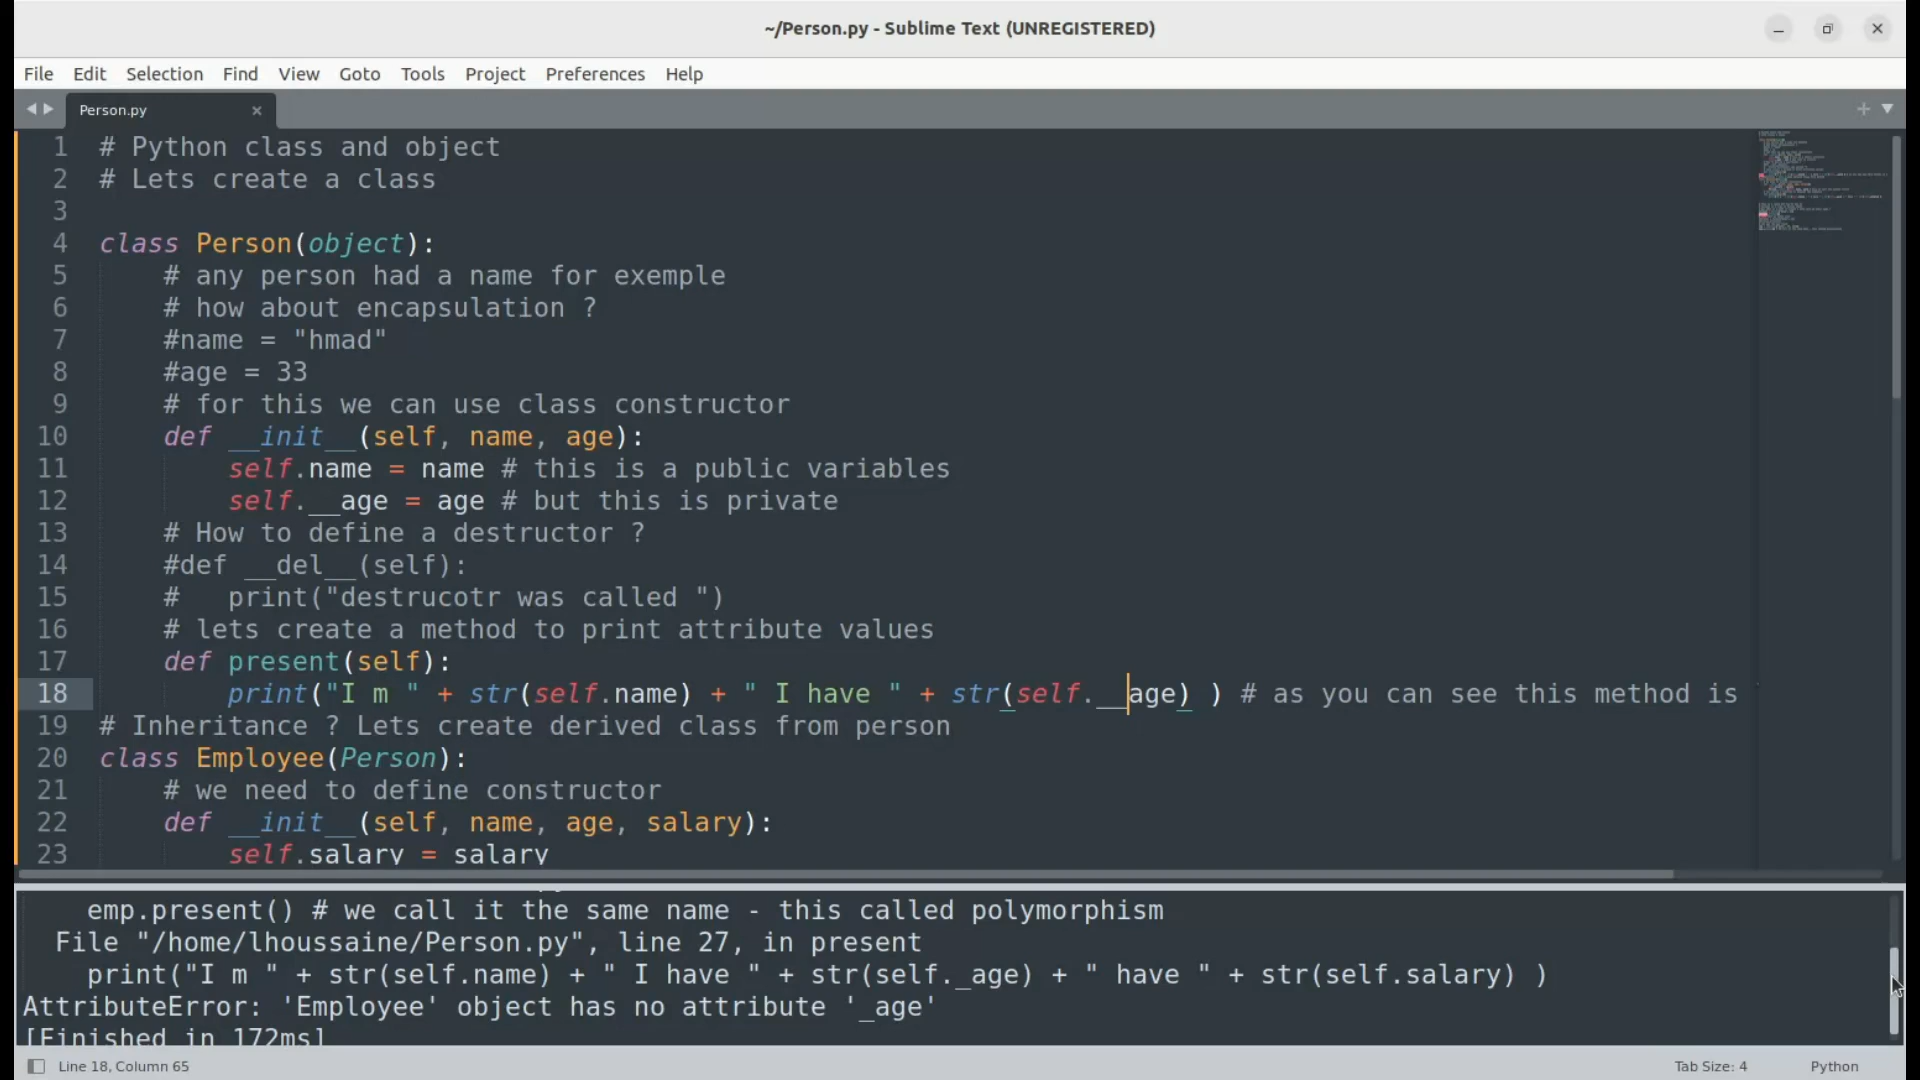 ~/Person.py - Sublime Text (UNREGISTERED)
File Edit Selection Find View Goto Tools Project Preferences Help
Person.py
1 # Python class and object
2 # Lets create a class
3
4 class Person(object):
5     # any person had a name for exemple
6     # how about encapsulation ?
7     #name = "hmad"
8     #age = 33
9     # for this we can use class constructor
10     def __init__(self, name, age):
11         self.name = name # this is a public variables
12         self.__age = age # but this is private
13     # How to define a destructor ?
14     #def __del__(self):
15     #   print("destrucotr was called ")
16     # lets create a method to print attribute values
17     def present(self):
18         print("I m " + str(self.name) + " I have " + str(self.__age) ) # as you can see this method is
19 # Inheritance ? Lets create derived class from person
20 class Employee(Person):
21     # we need to define constructor
22     def __init__(self, name, age, salary):
23         self.salary = salary
    emp.present() # we call it the same name - this called polymorphism
  File "/home/lhoussaine/Person.py", line 27, in present
    print("I m " + str(self.name) + " I have " + str(self._age) + " have " + str(self.salary) )
AttributeError: 'Employee' object has no attribute '_age'
[Finished in 172ms]
Line 18, Column 65
Tab Size: 4
Python